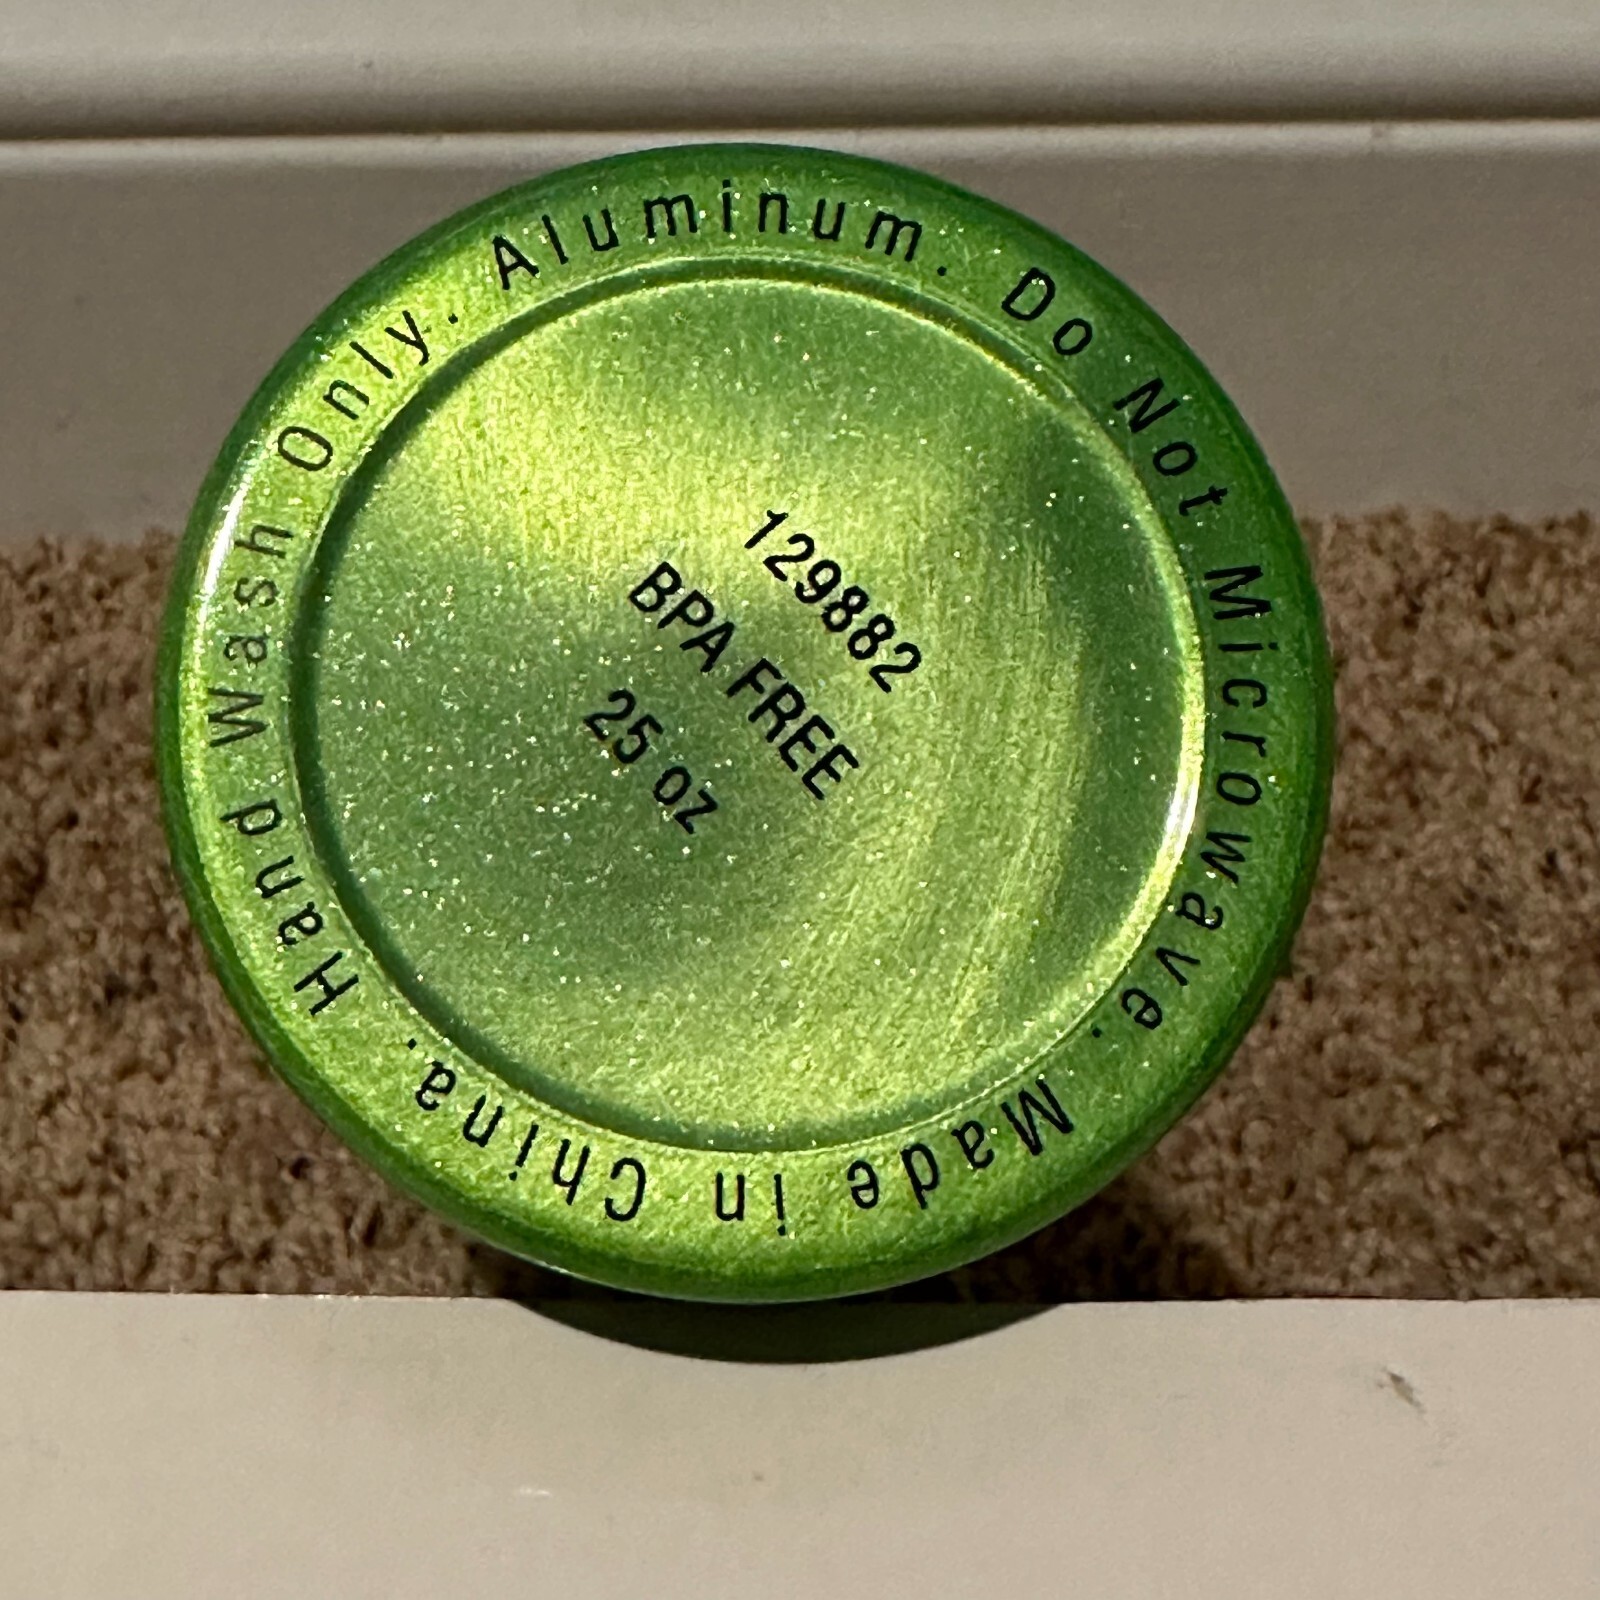 Hand Wash Only. Aluminum. Do Not Microwave. Made in China.
129882
BPA FREE
25 oz